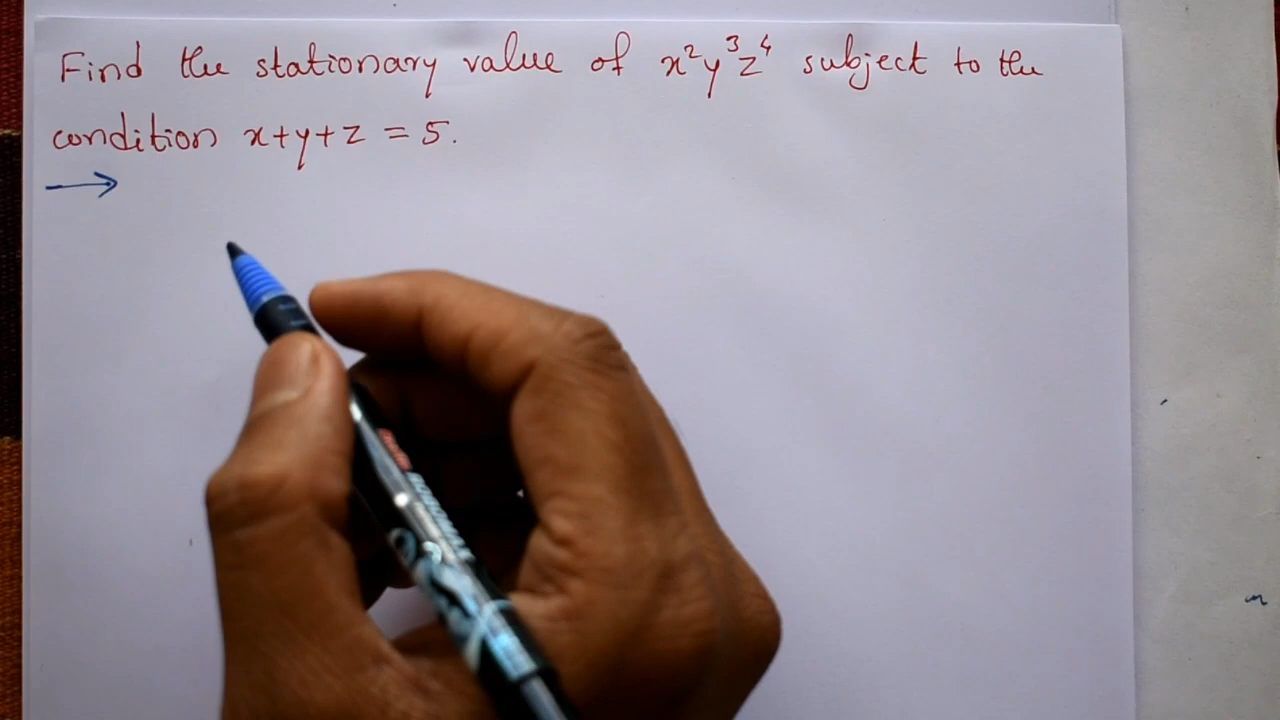 Find the stationary value of x²y³z⁴ subject to the
condition x+y+z = 5.
→